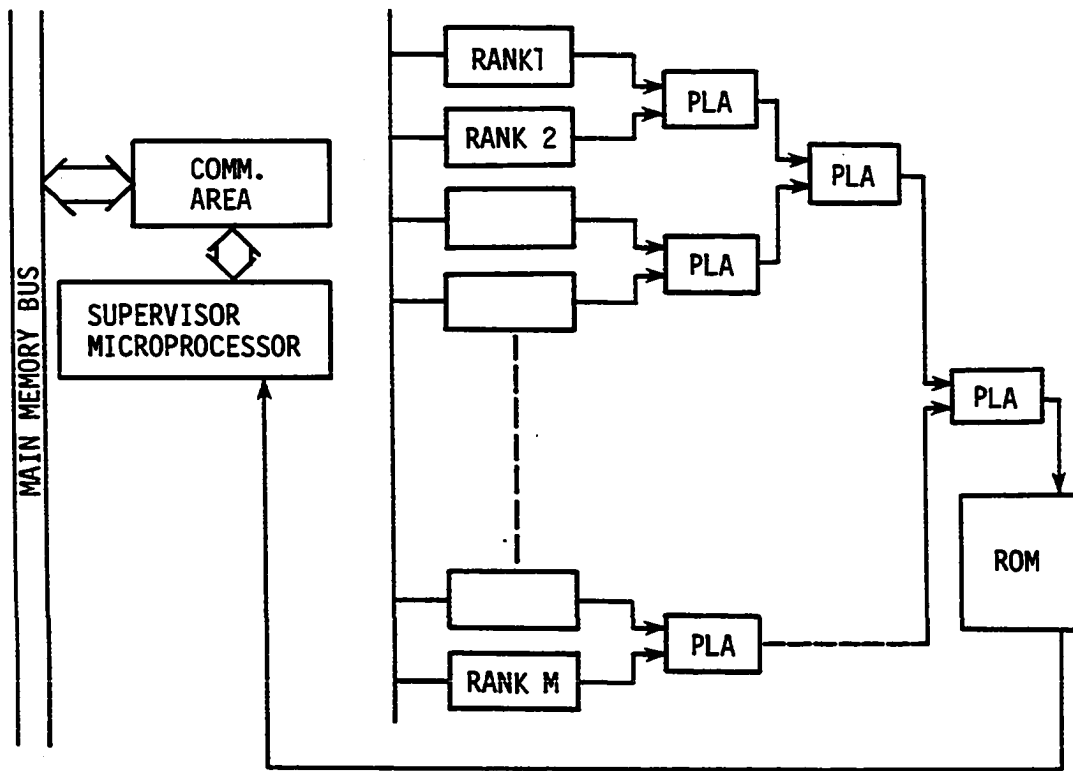 RANK1
PLA
RANK 2
COMM.
AREA
PLA
PLA
SUPERVISOR
MICROPROCESSOR
MAIN MEMORY BUS
PLA
ROM
PLA
RANK M